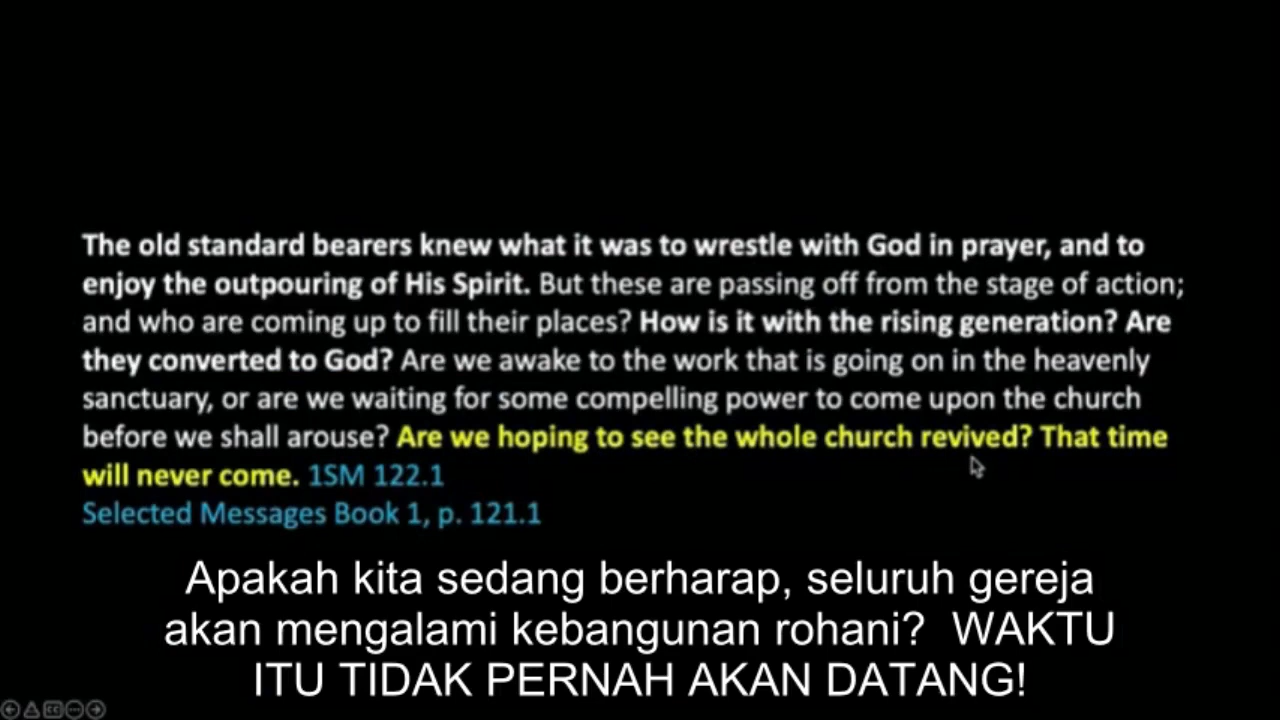 The old standard bearers knew what it was to wrestle with God in prayer, and to
enjoy the outpouring of His Spirit. But these are passing off from the stage of action;
and who are coming up to fill their places? How is it with the rising generation? Are
they converted to God? Are we awake to the work that is going on in the heavenly
sanctuary, or are we waiting for some compelling power to come upon the church
before we shall arouse? Are we hoping to see the whole church revived? That time
will never come. 1SM 122.1
Selected Messages Book 1, p. 121.1
Apakah kita sedang berharap, seluruh gereja
akan mengalami kebangunan rohani? WAKTU
ITU TIDAK PERNAH AKAN DATANG!